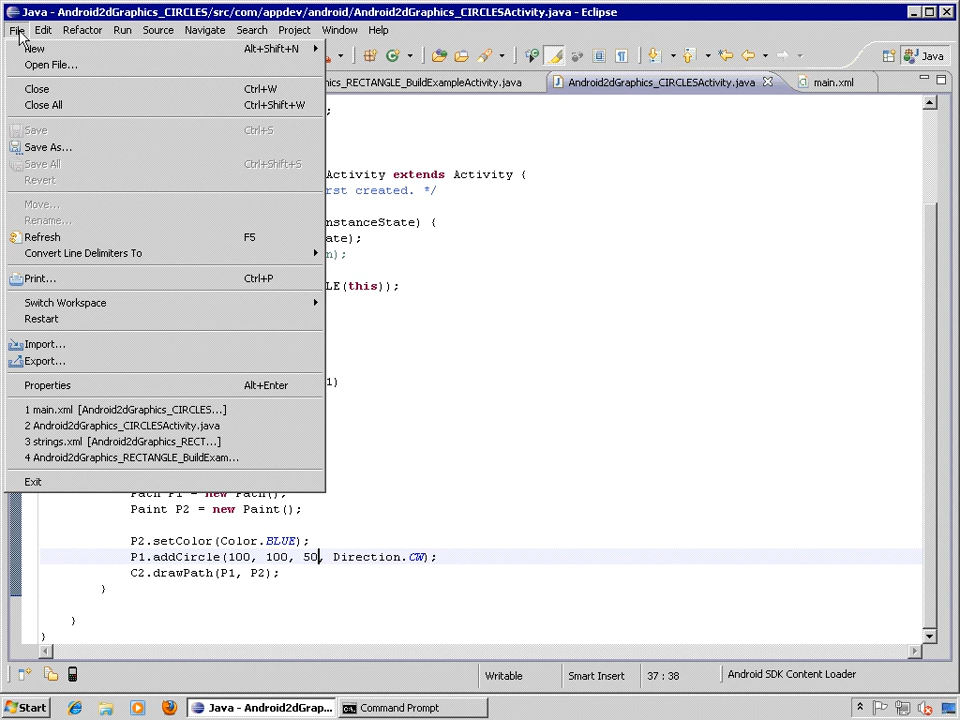 Java - Android2dGraphics_CIRCLES/src/com/appdev/android/Android2dGraphics_CIRCLESActivity.java - Eclipse
File Edit Refactor Run Source Navigate Search Project Window Help
Java
ics_RECTANGLE_BuildExampleActivity.java Android2dGraphics_CIRCLESActivity.java main.xml
New Alt+Shift+N
Open File...
Close Ctrl+W
Close All Ctrl+Shift+W
Save Ctrl+S
Save As...
Save All Ctrl+Shift+S
Revert
Move...
Rename...
Refresh F5
Convert Line Delimiters To
Print... Ctrl+P
Switch Workspace
Restart
Import...
Export...
Properties Alt+Enter
1 main.xml [Android2dGraphics_CIRCLES...]
2 Android2dGraphics_CIRCLESActivity.java
3 strings.xml [Android2dGraphics_RECT...]
4 Android2dGraphics_RECTANGLE_BuildExam...
Exit
;
Activity extends Activity {
rst created. */
nstanceState) {
ate);
n);
LE(this));
1)
Path P1 = new Path();
Paint P2 = new Paint();
P2.setColor(Color.BLUE);
P1.addCircle(100, 100, 50, Direction.CW);
C2.drawPath(P1, P2);
}
}
}
Writable Smart Insert 37 : 38 Android SDK Content Loader
Start Java - Android2dGrap... Command Prompt